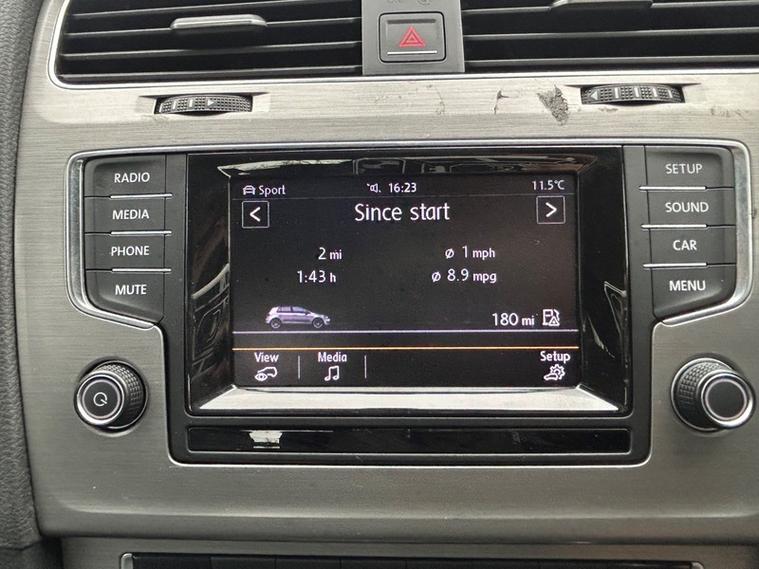 RADIO
MEDIA
PHONE
MUTE
Sport 16:23 11.5°C
< Since start >
2 mi ø 1 mph
1:43 h ø 8.9 mpg
180 mi
View Media Setup
SETUP
SOUND
CAR
MENU